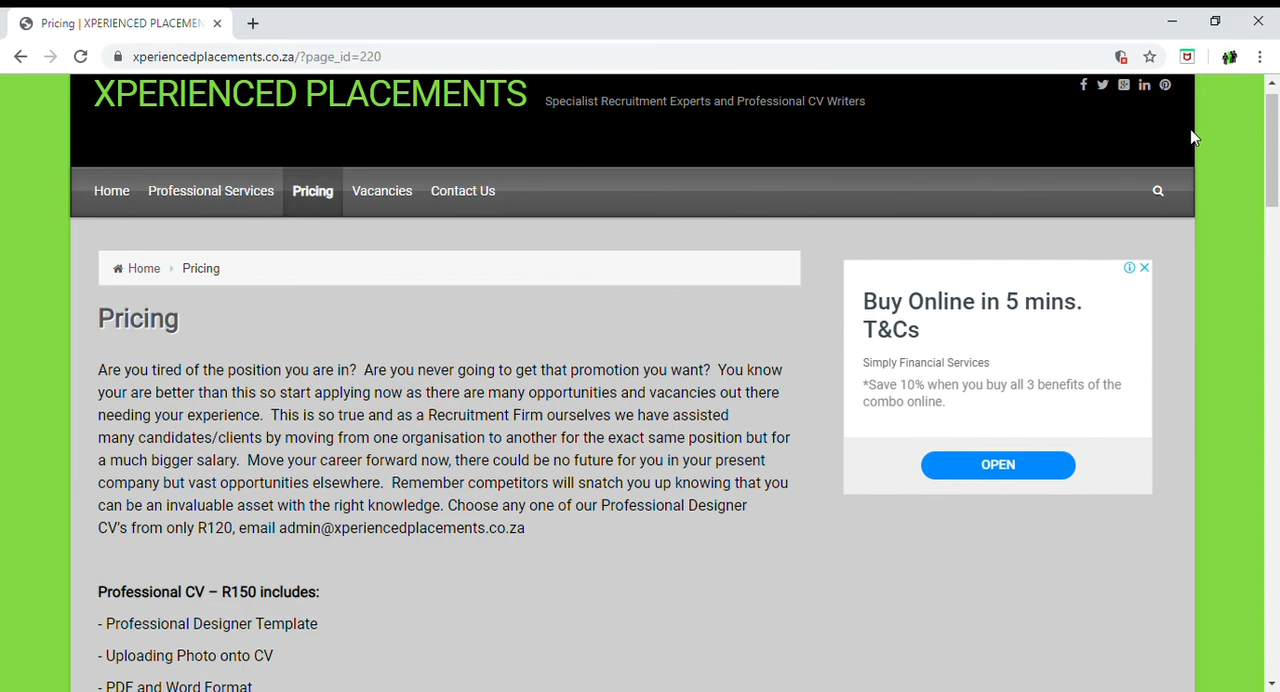 Pricing | XPERIENCED PLACEMEN
xperiencedplacements.co.za/?page_id=220
XPERIENCED PLACEMENTS
Specialist Recruitment Experts and Professional CV Writers
Home
Professional Services
Pricing
Vacancies
Contact Us
Home
Pricing
Pricing
Are you tired of the position you are in?  Are you never going to get that promotion you want?  You know
your are better than this so start applying now as there are many opportunities and vacancies out there
needing your experience.  This is so true and as a Recruitment Firm ourselves we have assisted
many candidates/clients by moving from one organisation to another for the exact same position but for
a much bigger salary.  Move your career forward now, there could be no future for you in your present
company but vast opportunities elsewhere.  Remember competitors will snatch you up knowing that you
can be an invaluable asset with the right knowledge. Choose any one of our Professional Designer
CV's from only R120, email admin@xperiencedplacements.co.za
Professional CV – R150 includes:
- Professional Designer Template
- Uploading Photo onto CV
- PDF and Word Format
Buy Online in 5 mins.
T&Cs
Simply Financial Services
*Save 10% when you buy all 3 benefits of the
combo online.
OPEN